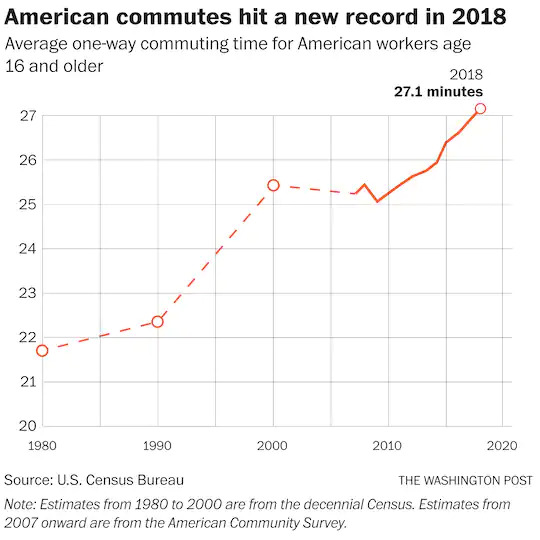 American commutes hit a new record in 2018
Average one-way commuting time for American workers age
16 and older
2018
27.1 minutes
27
26
25
24
23
22
21
20
1980
1990
2000
2010
2020
Source: U.S. Census Bureau
THE WASHINGTON POST
Note: Estimates from 1980 to 2000 are from the decennial Census. Estimates from
2007 onward are from the American Community Survey.